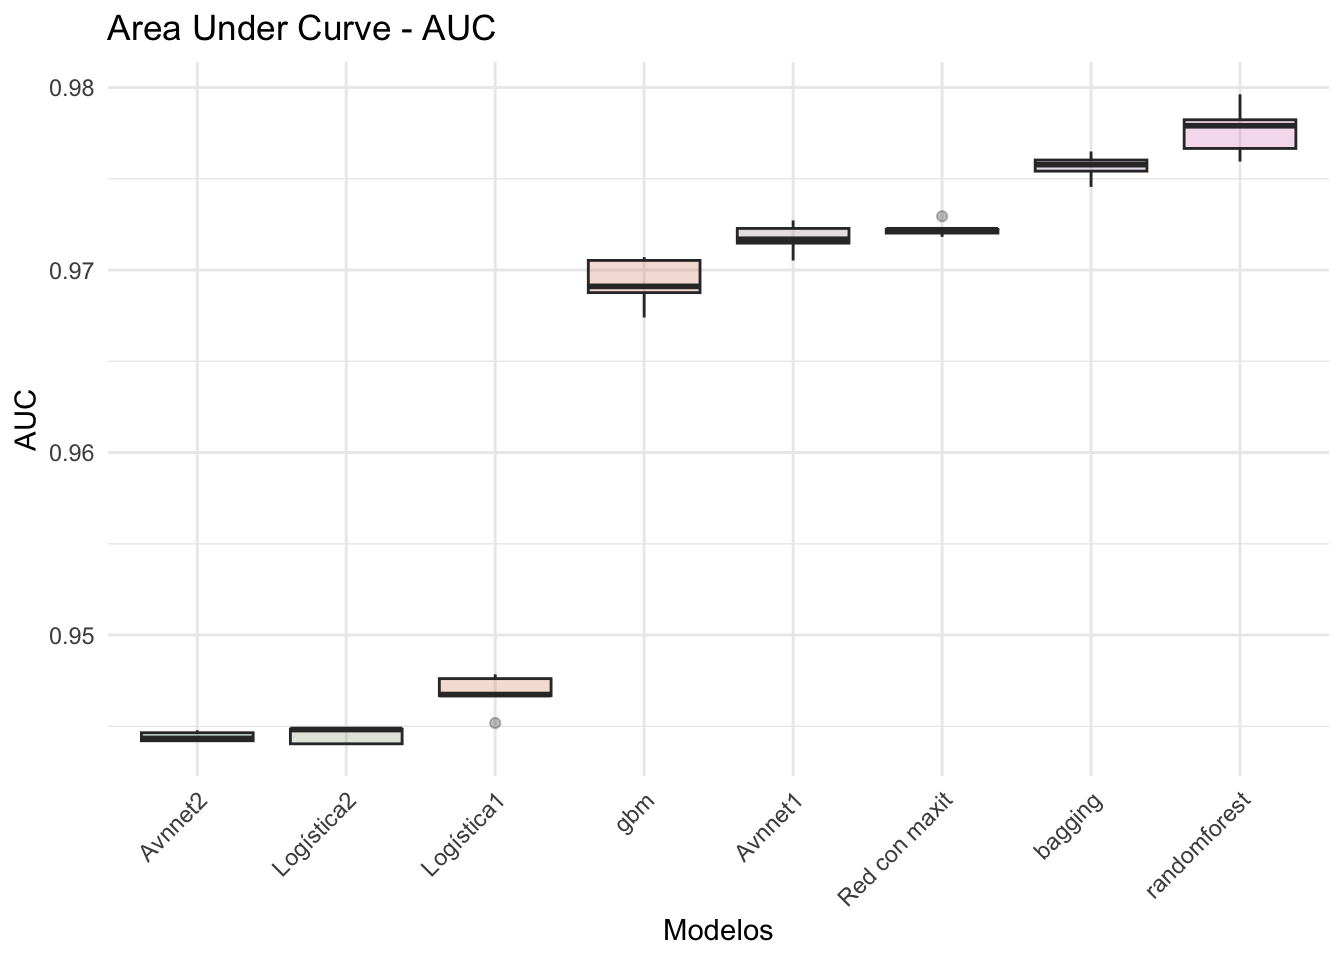 Area Under Curve - AUC
0.98
0.97
0.96
0.95
AUC
Avnnet2
Logística2
Logística1
gbm
Avnnet1
Red con maxit
bagging
randomforest
Modelos